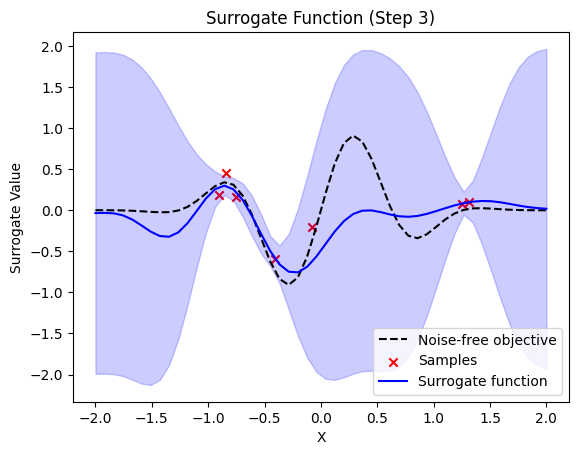 Surrogate Function (Step 3)
Surrogate Value
2.0
1.5
1.0
0.5
0.0
−0.5
−1.0
−1.5
−2.0
Noise-free objective
Samples
Surrogate function
−2.0 −1.5 −1.0 −0.5 0.0 0.5 1.0 1.5 2.0
X